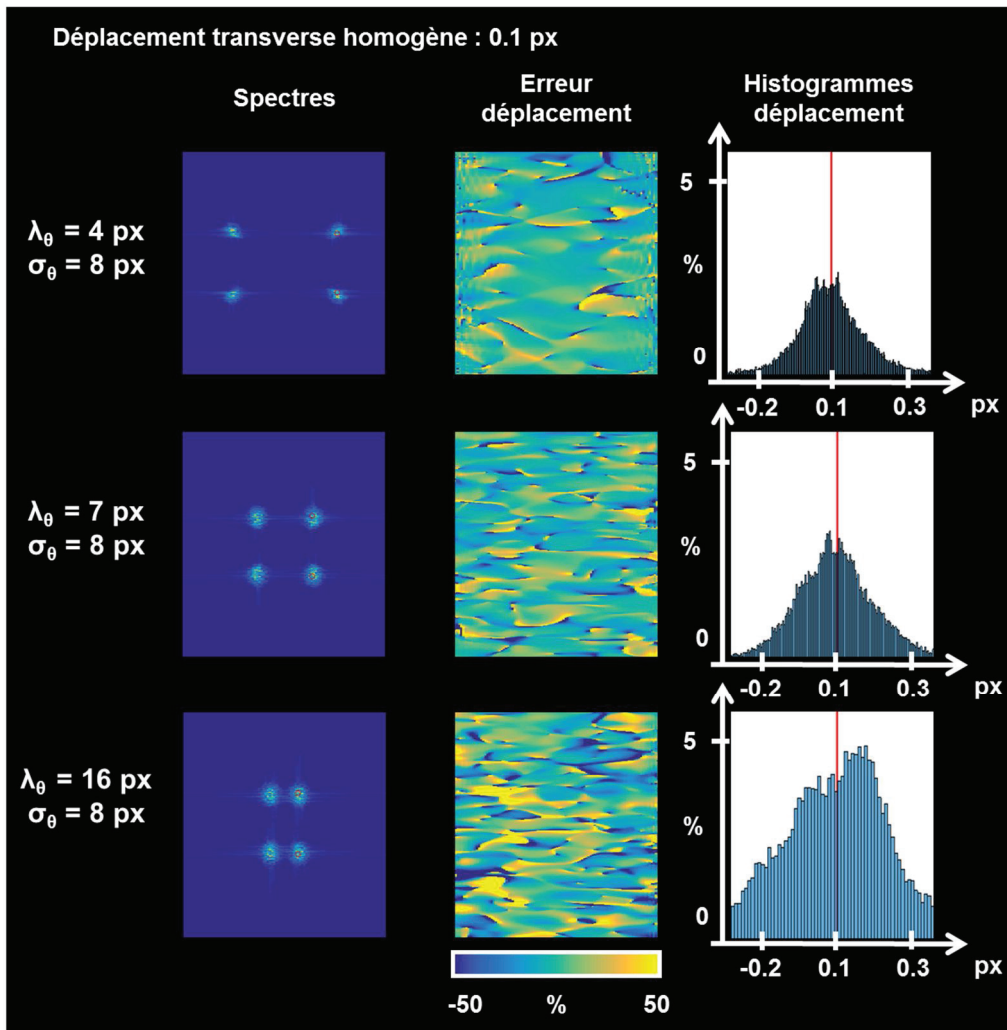 Déplacement transverse homogène : 0.1 px
Spectres
Erreur
déplacement
Histogrammes
déplacement
λθ = 4 px
σθ = 8 px
5
%
0
-0.2 0.1 0.3 px
λθ = 7 px
σθ = 8 px
5
%
0
-0.2 0.1 0.3 px
λθ = 16 px
σθ = 8 px
5
%
0
-0.2 0.1 0.3 px
-50 % 50